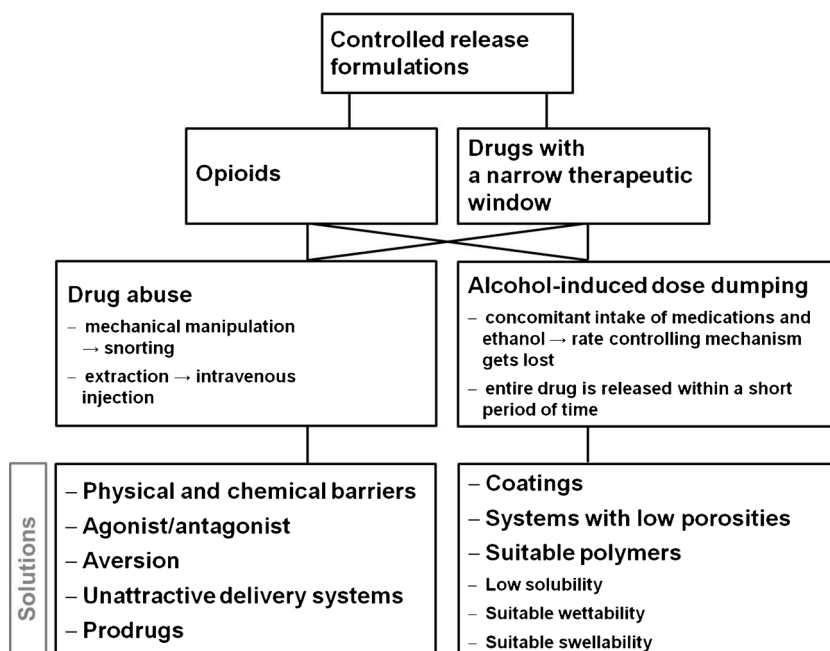 Controlled release
formulations
Opioids
Drugs with
a narrow therapeutic
window
Drug abuse
– mechanical manipulation
→ snorting
– extraction → intravenous
injection
Alcohol-induced dose dumping
– concomitant intake of medications and
ethanol → rate controlling mechanism
gets lost
– entire drug is released within a short
period of time
Solutions
– Physical and chemical barriers
– Agonist/antagonist
– Aversion
– Unattractive delivery systems
– Prodrugs
– Coatings
– Systems with low porosities
– Suitable polymers
– Low solubility
– Suitable wettability
– Suitable swellability